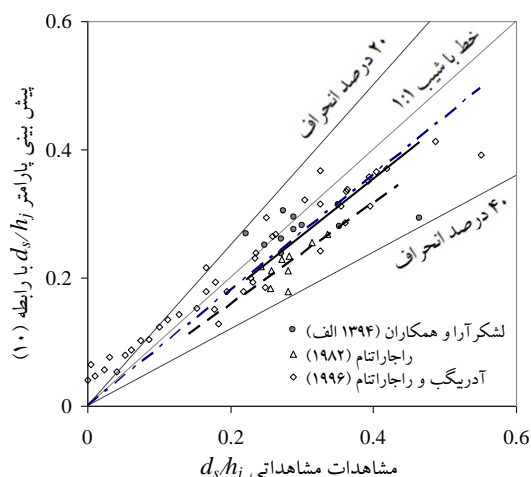 0.6
0.4
0.2
0
0
0.2
0.4
0.6
پیش بینی پارامتر ds/hj با رابطه (۱۰)
۲۰ درصد انحراف
خط با شیب ۱:۱
۴۰ درصد انحراف
لشکرآرا و همکاران (۱۳۹۴ الف)
راجاراتنام (۱۹۸۲)
آدریگب و راجاراتنام (۱۹۹۶)
مشاهدات مشاهداتی ds/hj